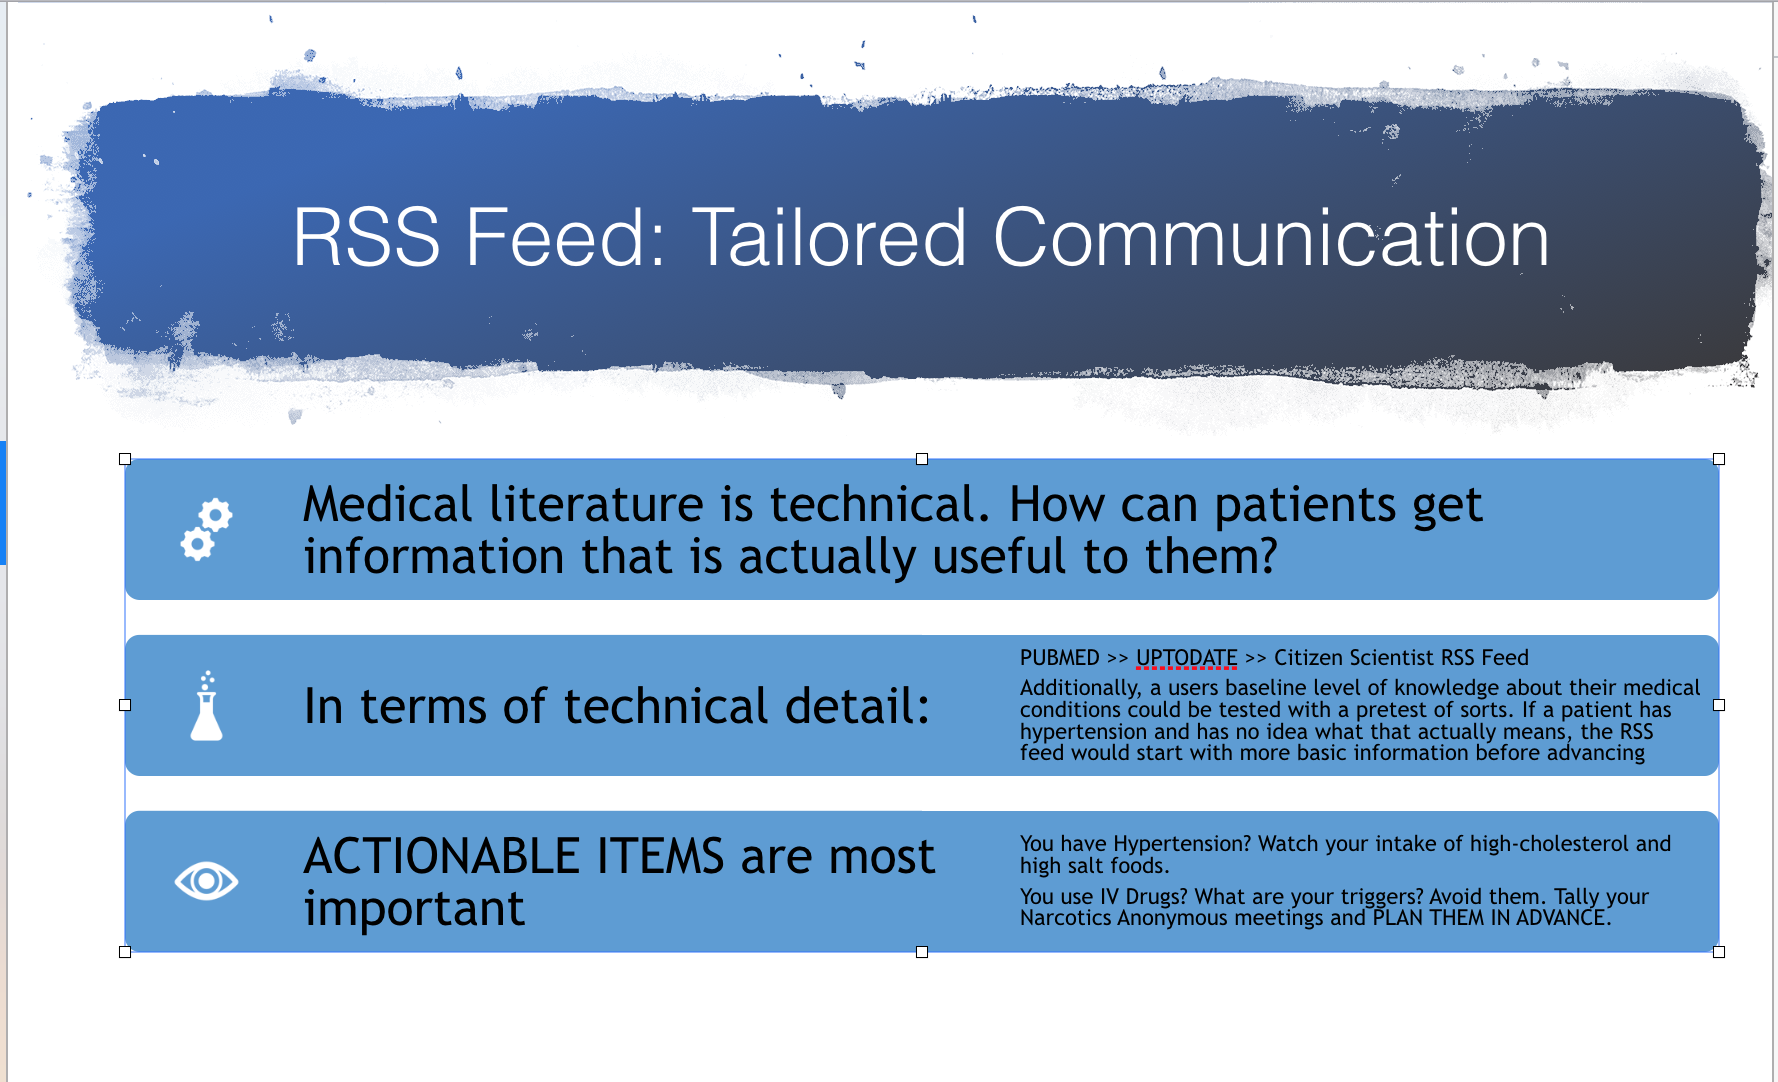 RSS Feed: Tailored Communication
Medical literature is technical. How can patients get
information that is actually useful to them?
In terms of technical detail:
PUBMED >> UPTODATE >> Citizen Scientist RSS Feed
Additionally, a users baseline level of knowledge about their medical
conditions could be tested with a pretest of sorts. If a patient has
hypertension and has no idea what that actually means, the RSS
feed would start with more basic information before advancing
ACTIONABLE ITEMS are most
important
You have Hypertension? Watch your intake of high-cholesterol and
high salt foods.
You use IV Drugs? What are your triggers? Avoid them. Tally your
Narcotics Anonymous meetings and PLAN THEM IN ADVANCE.